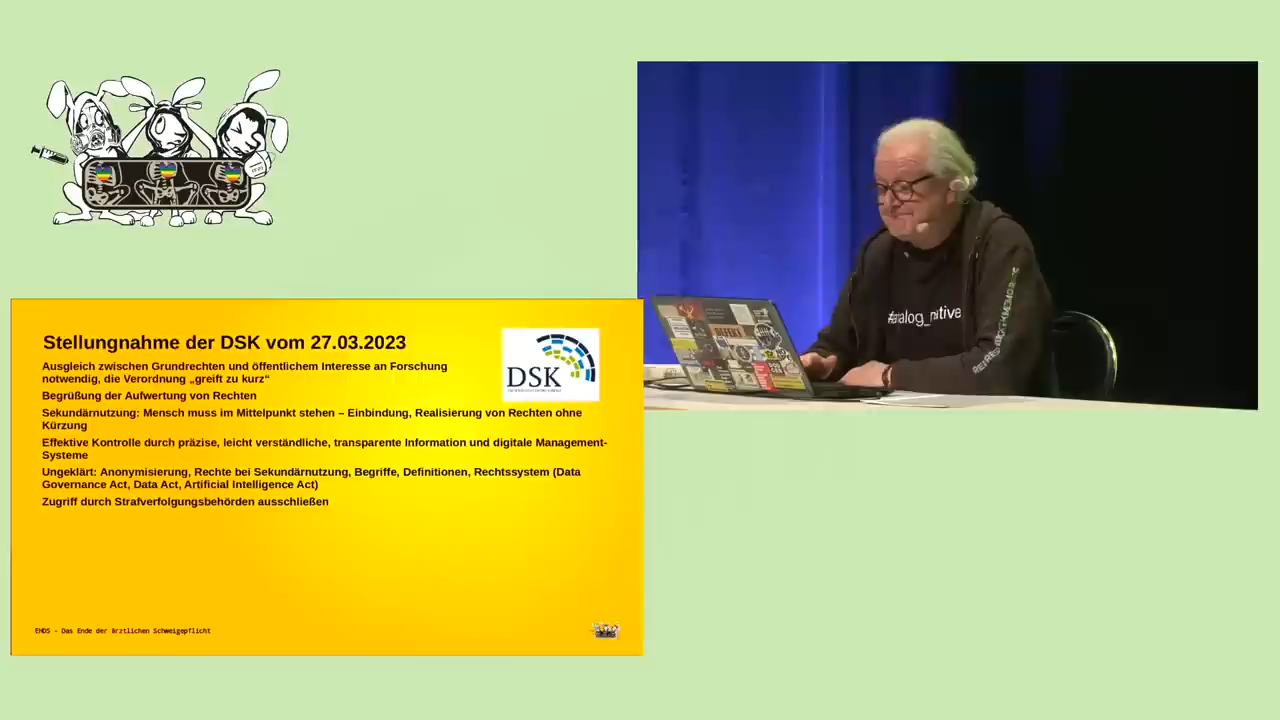 Stellungnahme der DSK vom 27.03.2023
DSK
Ausgleich zwischen Grundrechten und öffentlichem Interesse an Forschung
notwendig, die Verordnung „greift zu kurz“
Begrüßung der Aufwertung von Rechten
Sekundärnutzung: Mensch muss im Mittelpunkt stehen – Einbindung, Realisierung von Rechten ohne
Kürzung
Effektive Kontrolle durch präzise, leicht verständliche, transparente Information und digitale Management-
Systeme
Ungeklärt: Anonymisierung, Rechte bei Sekundärnutzung, Begriffe, Definitionen, Rechtssystem (Data
Governance Act, Data Act, Artificial Intelligence Act)
Zugriff durch Strafverfolgungsbehörden ausschließen
EHDS - Das Ende der ärztlichen Schweigepflicht
DEFEKT